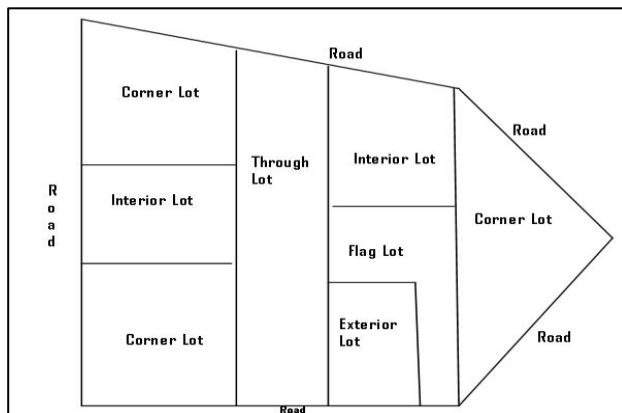 Road
Corner Lot
Road
Through
Lot
Interior Lot
Road
Interior Lot
Corner Lot
Flag Lot
Exterior
Lot
Corner Lot
Road
Road